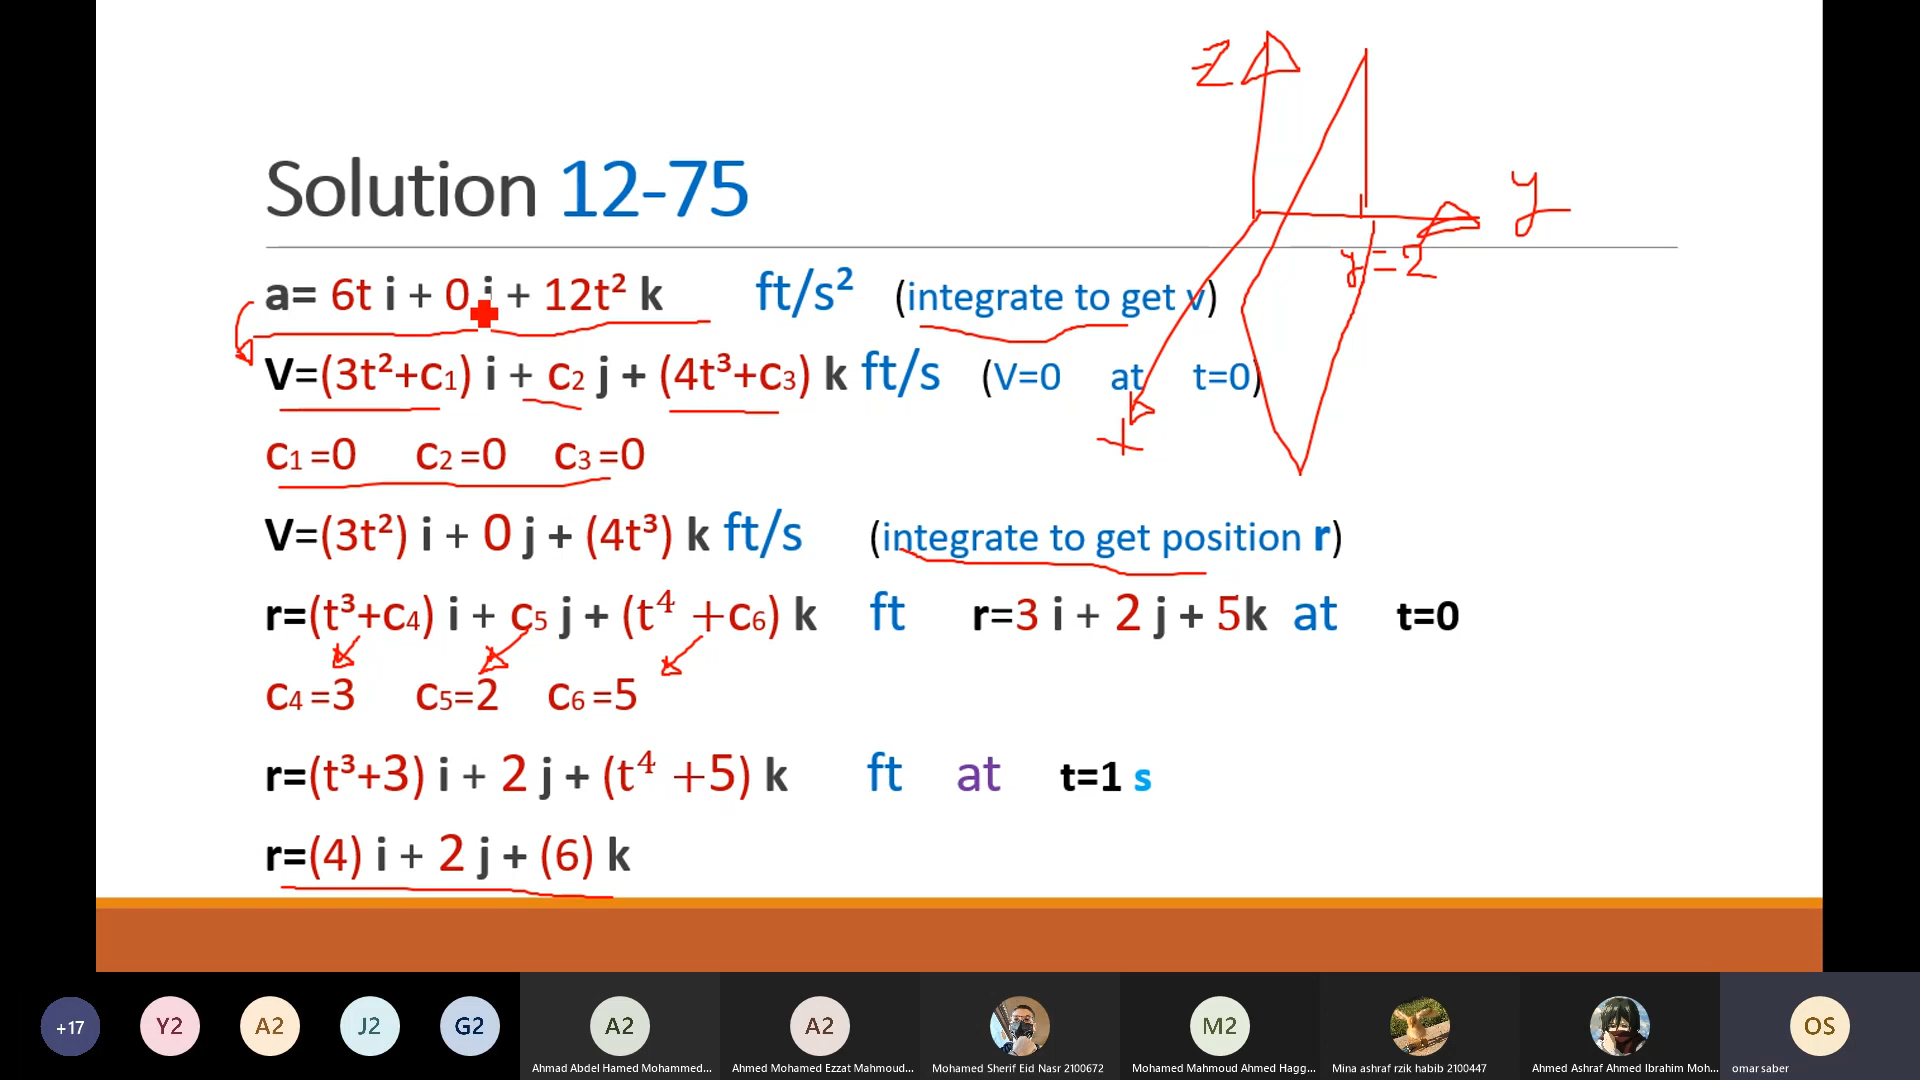 Z
y
y=2
x
Solution 12-75
a= 6t i + 0 j + 12t² k ft/s² (integrate to get v)
V=(3t²+c₁) i + c₂ j + (4t³+c₃) k ft/s (V=0 at t=0)
c₁ =0 c₂ =0 c₃ =0
V=(3t²) i + 0 j + (4t³) k ft/s (integrate to get position r)
r=(t³+c₄) i + c₅ j + (t⁴ +c₆) k ft r=3 i + 2 j + 5k at t=0
c₄ =3 c₅=2 c₆ =5
r=(t³+3) i + 2 j + (t⁴ +5) k ft at t=1 s
r=(4) i + 2 j + (6) k
+17 Y2 A2 J2 G2 A2 A2 M2 OS
Ahmad Abdel Hamed Mohammed... Ahmed Mohamed Ezzat Mahmoud... Mohamed Sherif Eid Nasr 2100672 Mohamed Mahmoud Ahmed Hagg... Mina ashraf rzik habib 2100447 Ahmed Ashraf Ahmed Ibrahim Moh... omar saber